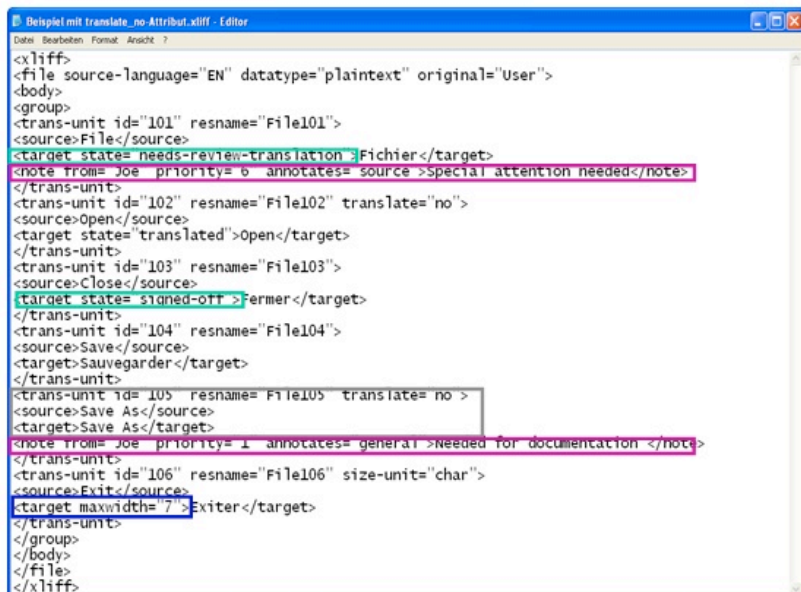 Beispiel mit translate_no-Attribut.xliff - Editor
Datei Bearbeiten Format Ansicht ?
<xliff>
<file source-language="EN" datatype="plaintext" original="User">
<body>
<group>
<trans-unit id="101" resname="File101">
<source>File</source>
<target state="needs-review-translation">Fichier</target>
<note from="Joe" priority="6" annotates="source">Special attention needed</note>
</trans-unit>
<trans-unit id="102" resname="File102" translate="no">
<source>Open</source>
<target state="translated">Open</target>
</trans-unit>
<trans-unit id="103" resname="File103">
<source>Close</source>
<target state="signed-off">Fermer</target>
</trans-unit>
<trans-unit id="104" resname="File104">
<source>Save</source>
<target>Sauvegarder</target>
</trans-unit>
<trans-unit id="105" resname="File105" translate="no">
<source>Save As</source>
<target>Save As</target>
<note from="Joe" priority="1" annotates="general">Needed for documentation </note>
</trans-unit>
<trans-unit id="106" resname="File106" size-unit="char">
<source>Exit</source>
<target maxwidth="7">Exiter</target>
</trans-unit>
</group>
</body>
</file>
</xliff>